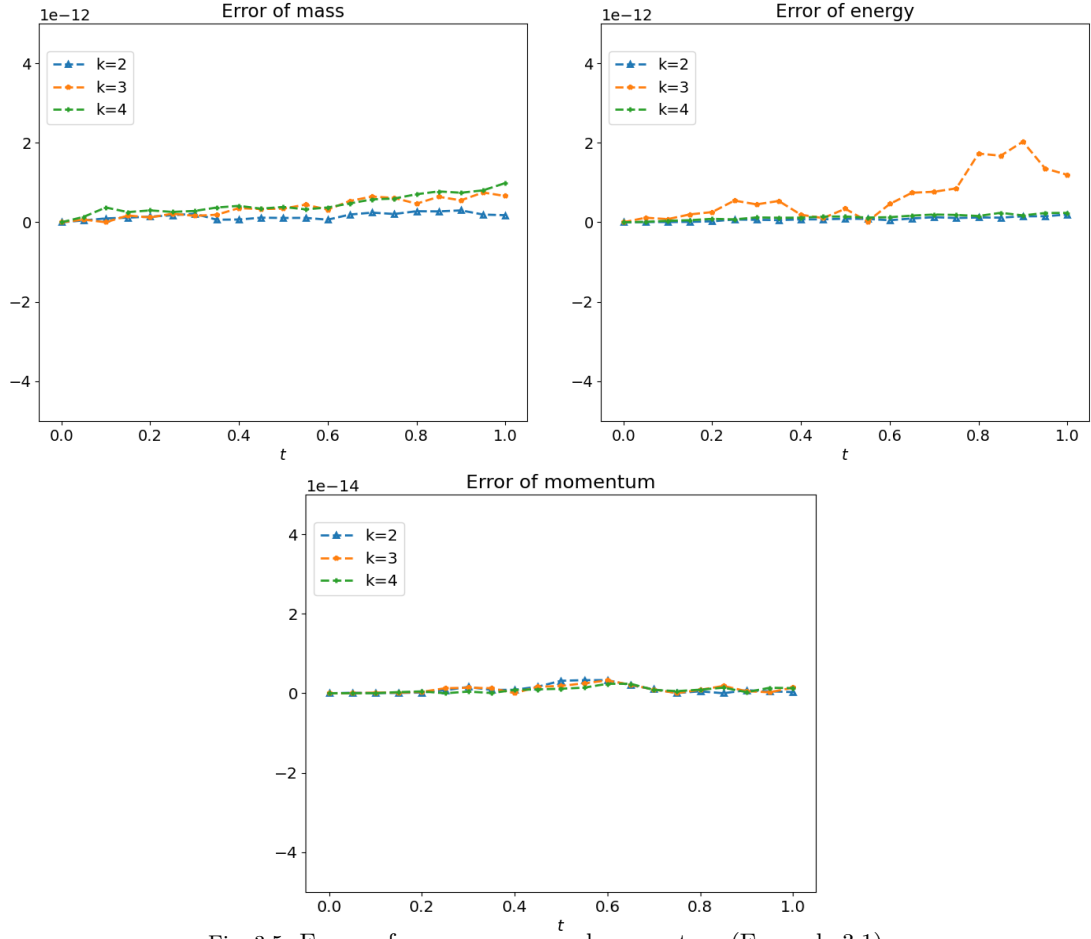 Error of mass
1e−12
k=2
k=3
k=4
4
2
0
−2
−4
0.0 0.2 0.4 0.6 0.8 1.0
t
Error of energy
1e−12
k=2
k=3
k=4
4
2
0
−2
−4
0.0 0.2 0.4 0.6 0.8 1.0
t
Error of momentum
1e−14
k=2
k=3
k=4
4
2
0
−2
−4
0.0 0.2 0.4 0.6 0.8 1.0
t
(Example 3.1)